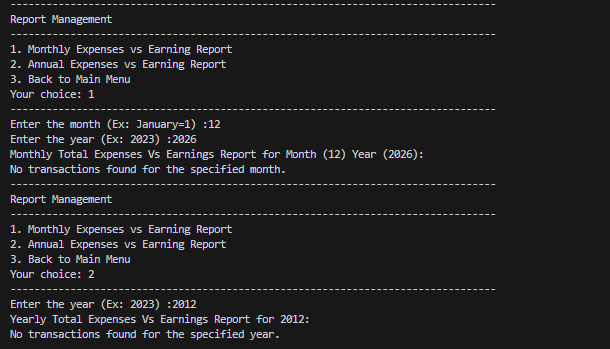 --------------------------------------------------------------------------------
Report Management
--------------------------------------------------------------------------------
1. Monthly Expenses vs Earning Report
2. Annual Expenses vs Earning Report
3. Back to Main Menu
Your choice: 1
--------------------------------------------------------------------------------
Enter the month (Ex: January=1) :12
Enter the year (Ex: 2023) :2026
Monthly Total Expenses Vs Earnings Report for Month (12) Year (2026):
No transactions found for the specified month.
--------------------------------------------------------------------------------
Report Management
--------------------------------------------------------------------------------
1. Monthly Expenses vs Earning Report
2. Annual Expenses vs Earning Report
3. Back to Main Menu
Your choice: 2
--------------------------------------------------------------------------------
Enter the year (Ex: 2023) :2012
Yearly Total Expenses Vs Earnings Report for 2012:
No transactions found for the specified year.